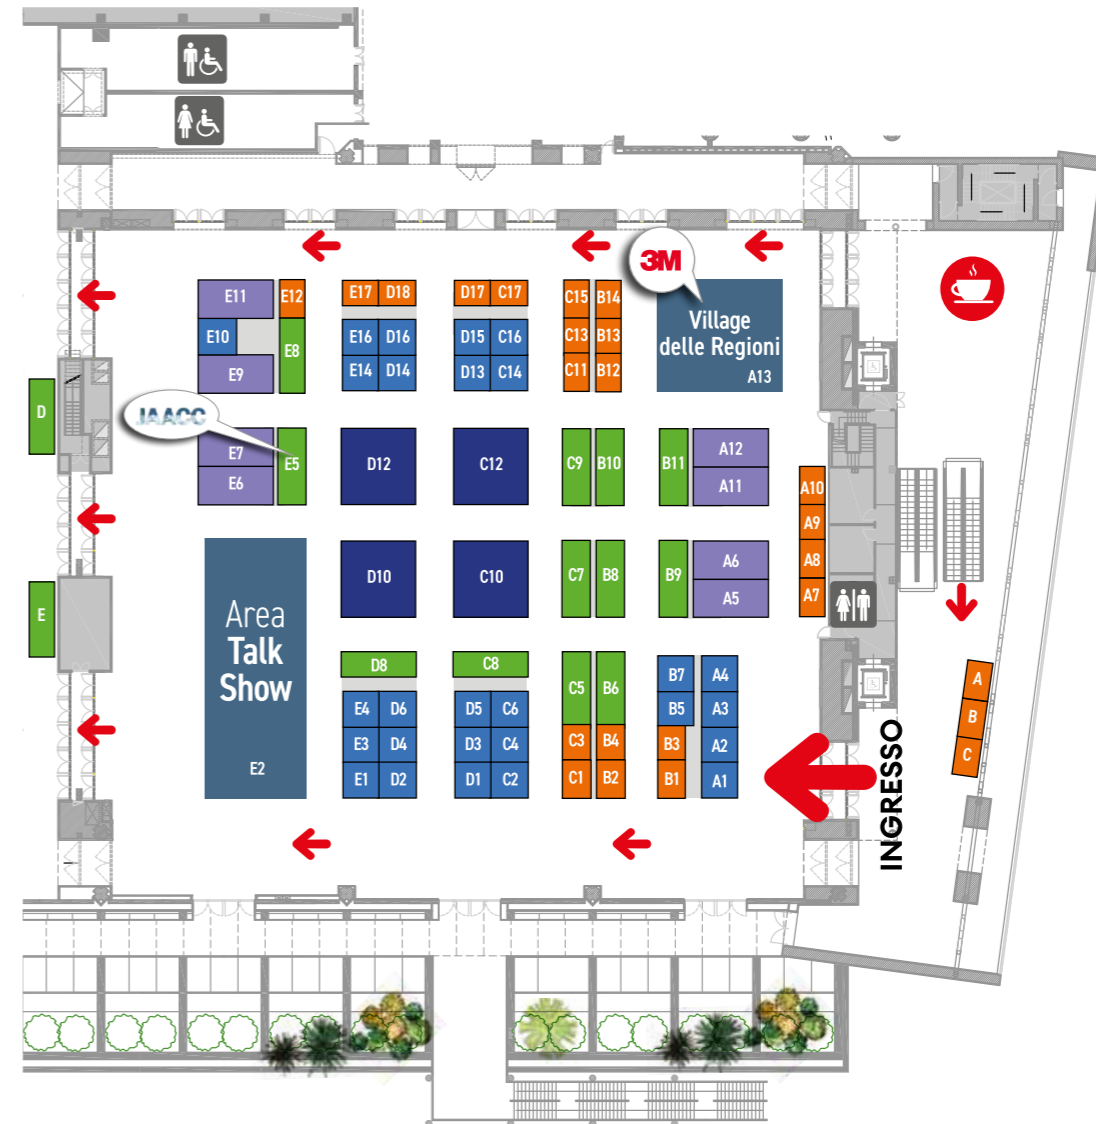 3M
E11
E12
E17 D18
D17 C17
C15 B14
Village
delle Regioni
A13
E10
E8
E16 D16
D15 C16
C13 B13
E9
E14 D14
D13 C14
C11 B12
D
JAACC
E7
E5
D12
C12
C9 B10
B11
A12
E6
A11
A10
A9
A8
A7
D10
C10
C7 B8
B9
A6
A5
E
Area
Talk
Show
E2
D8
C8
C5 B6
B7 A4
E4 D6
D5 C6
B5 A3
E3 D4
D3 C4
C3 B4
B3 A2
E1 D2
D1 C2
C1 B2
B1 A1
A
B
C
INGRESSO